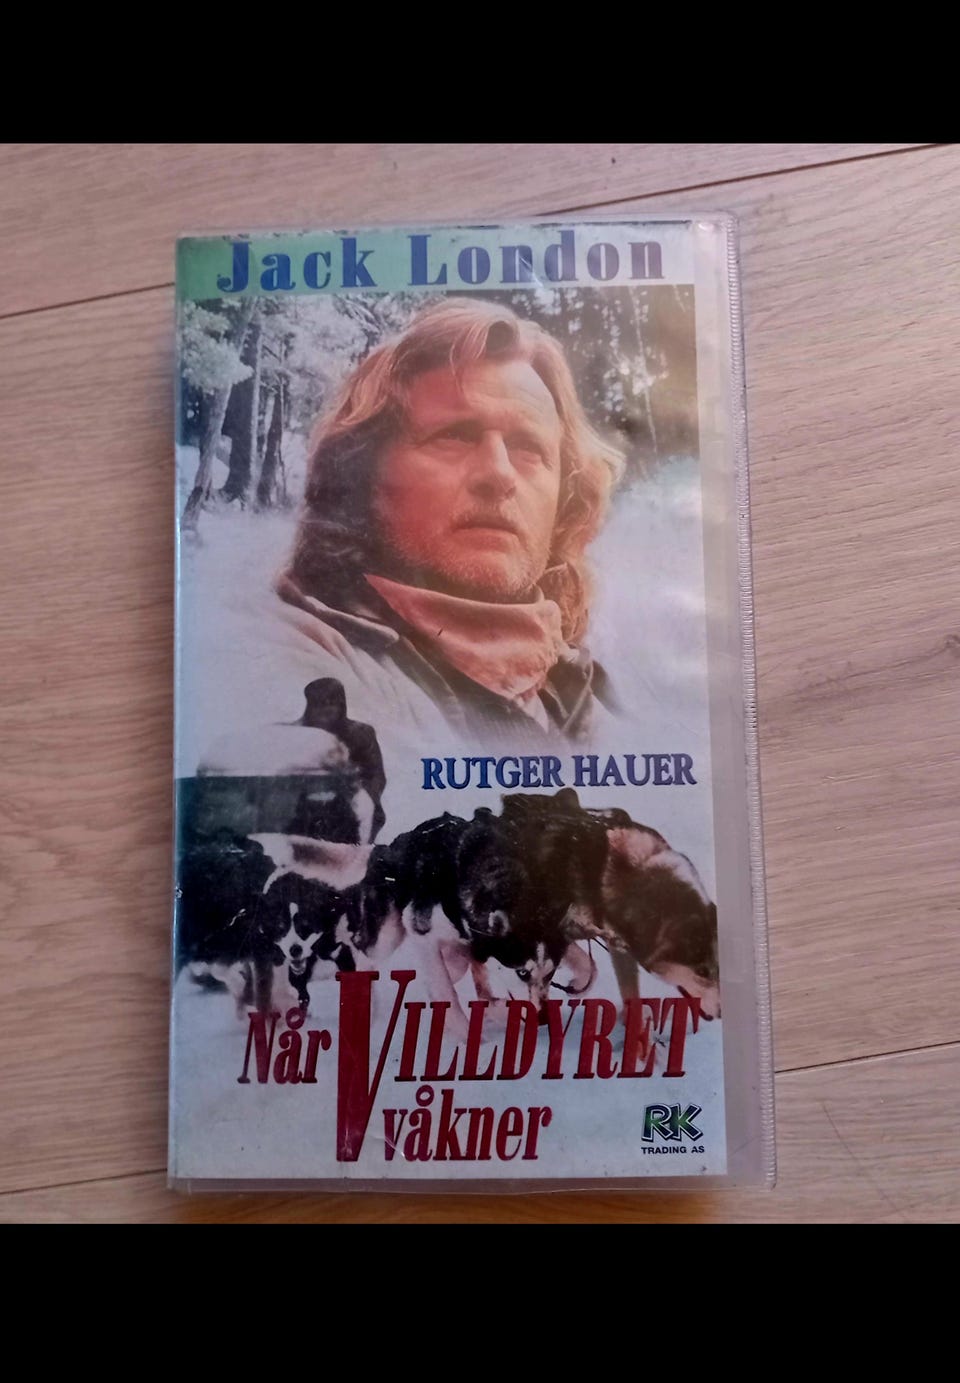 Jack London
RUTGER HAUER
Når VILLDYRET
våkner
RK
TRADING AS